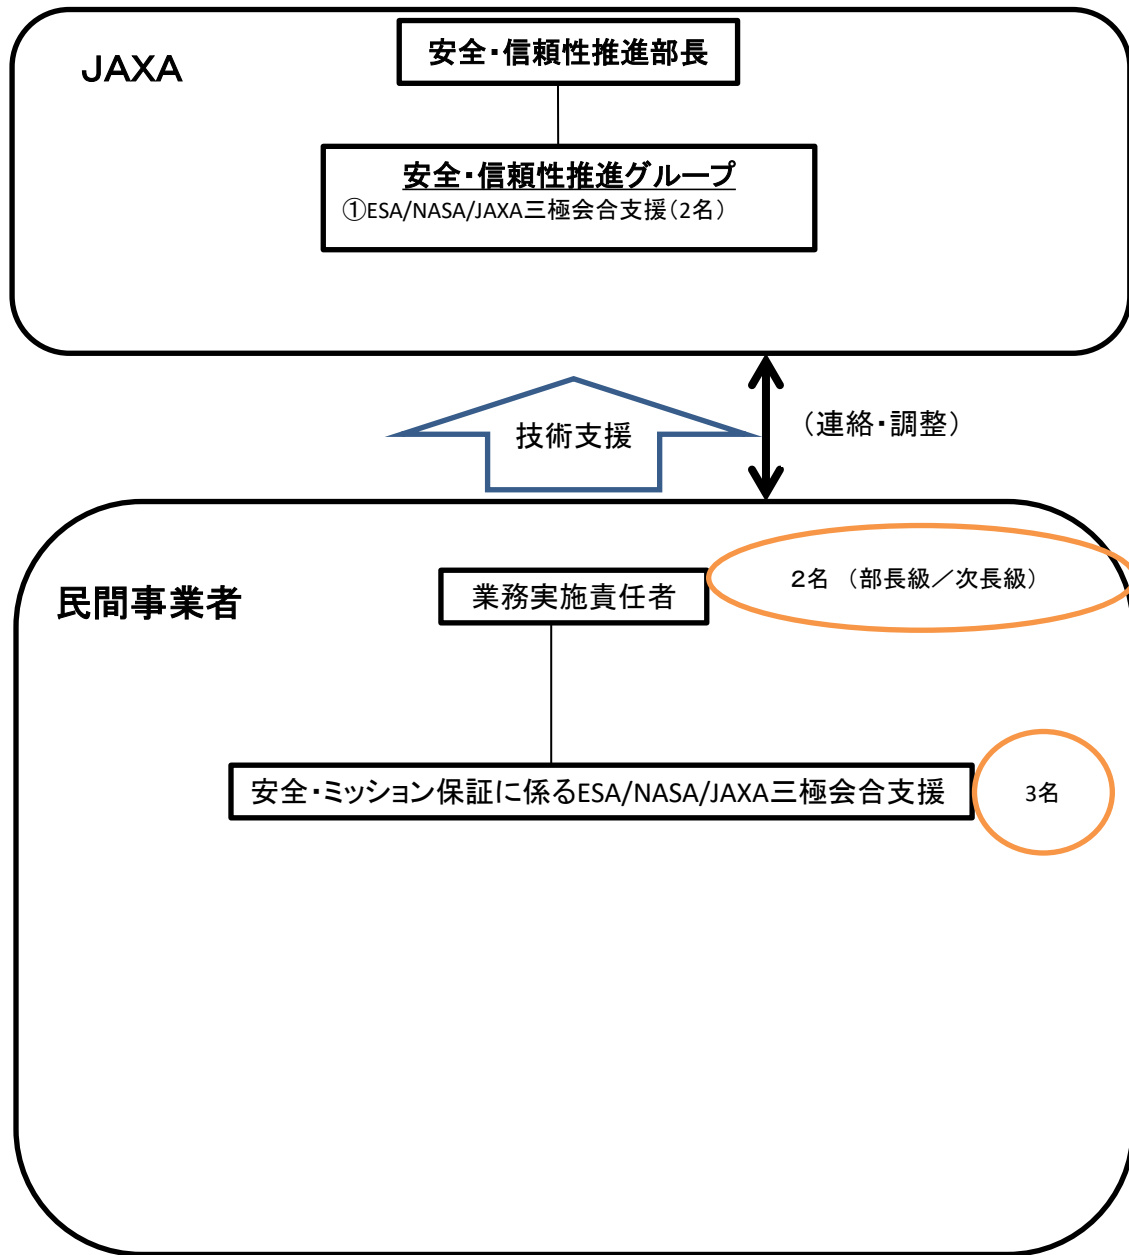 JAXA
安全・信頼性推進部長
安全・信頼性推進グループ
①ESA/NASA/JAXA三極会合支援(2名)
技術支援
(連絡・調整)
民間事業者
業務実施責任者
2名 (部長級/次長級)
安全・ミッション保証に係るESA/NASA/JAXA三極会合支援
3名